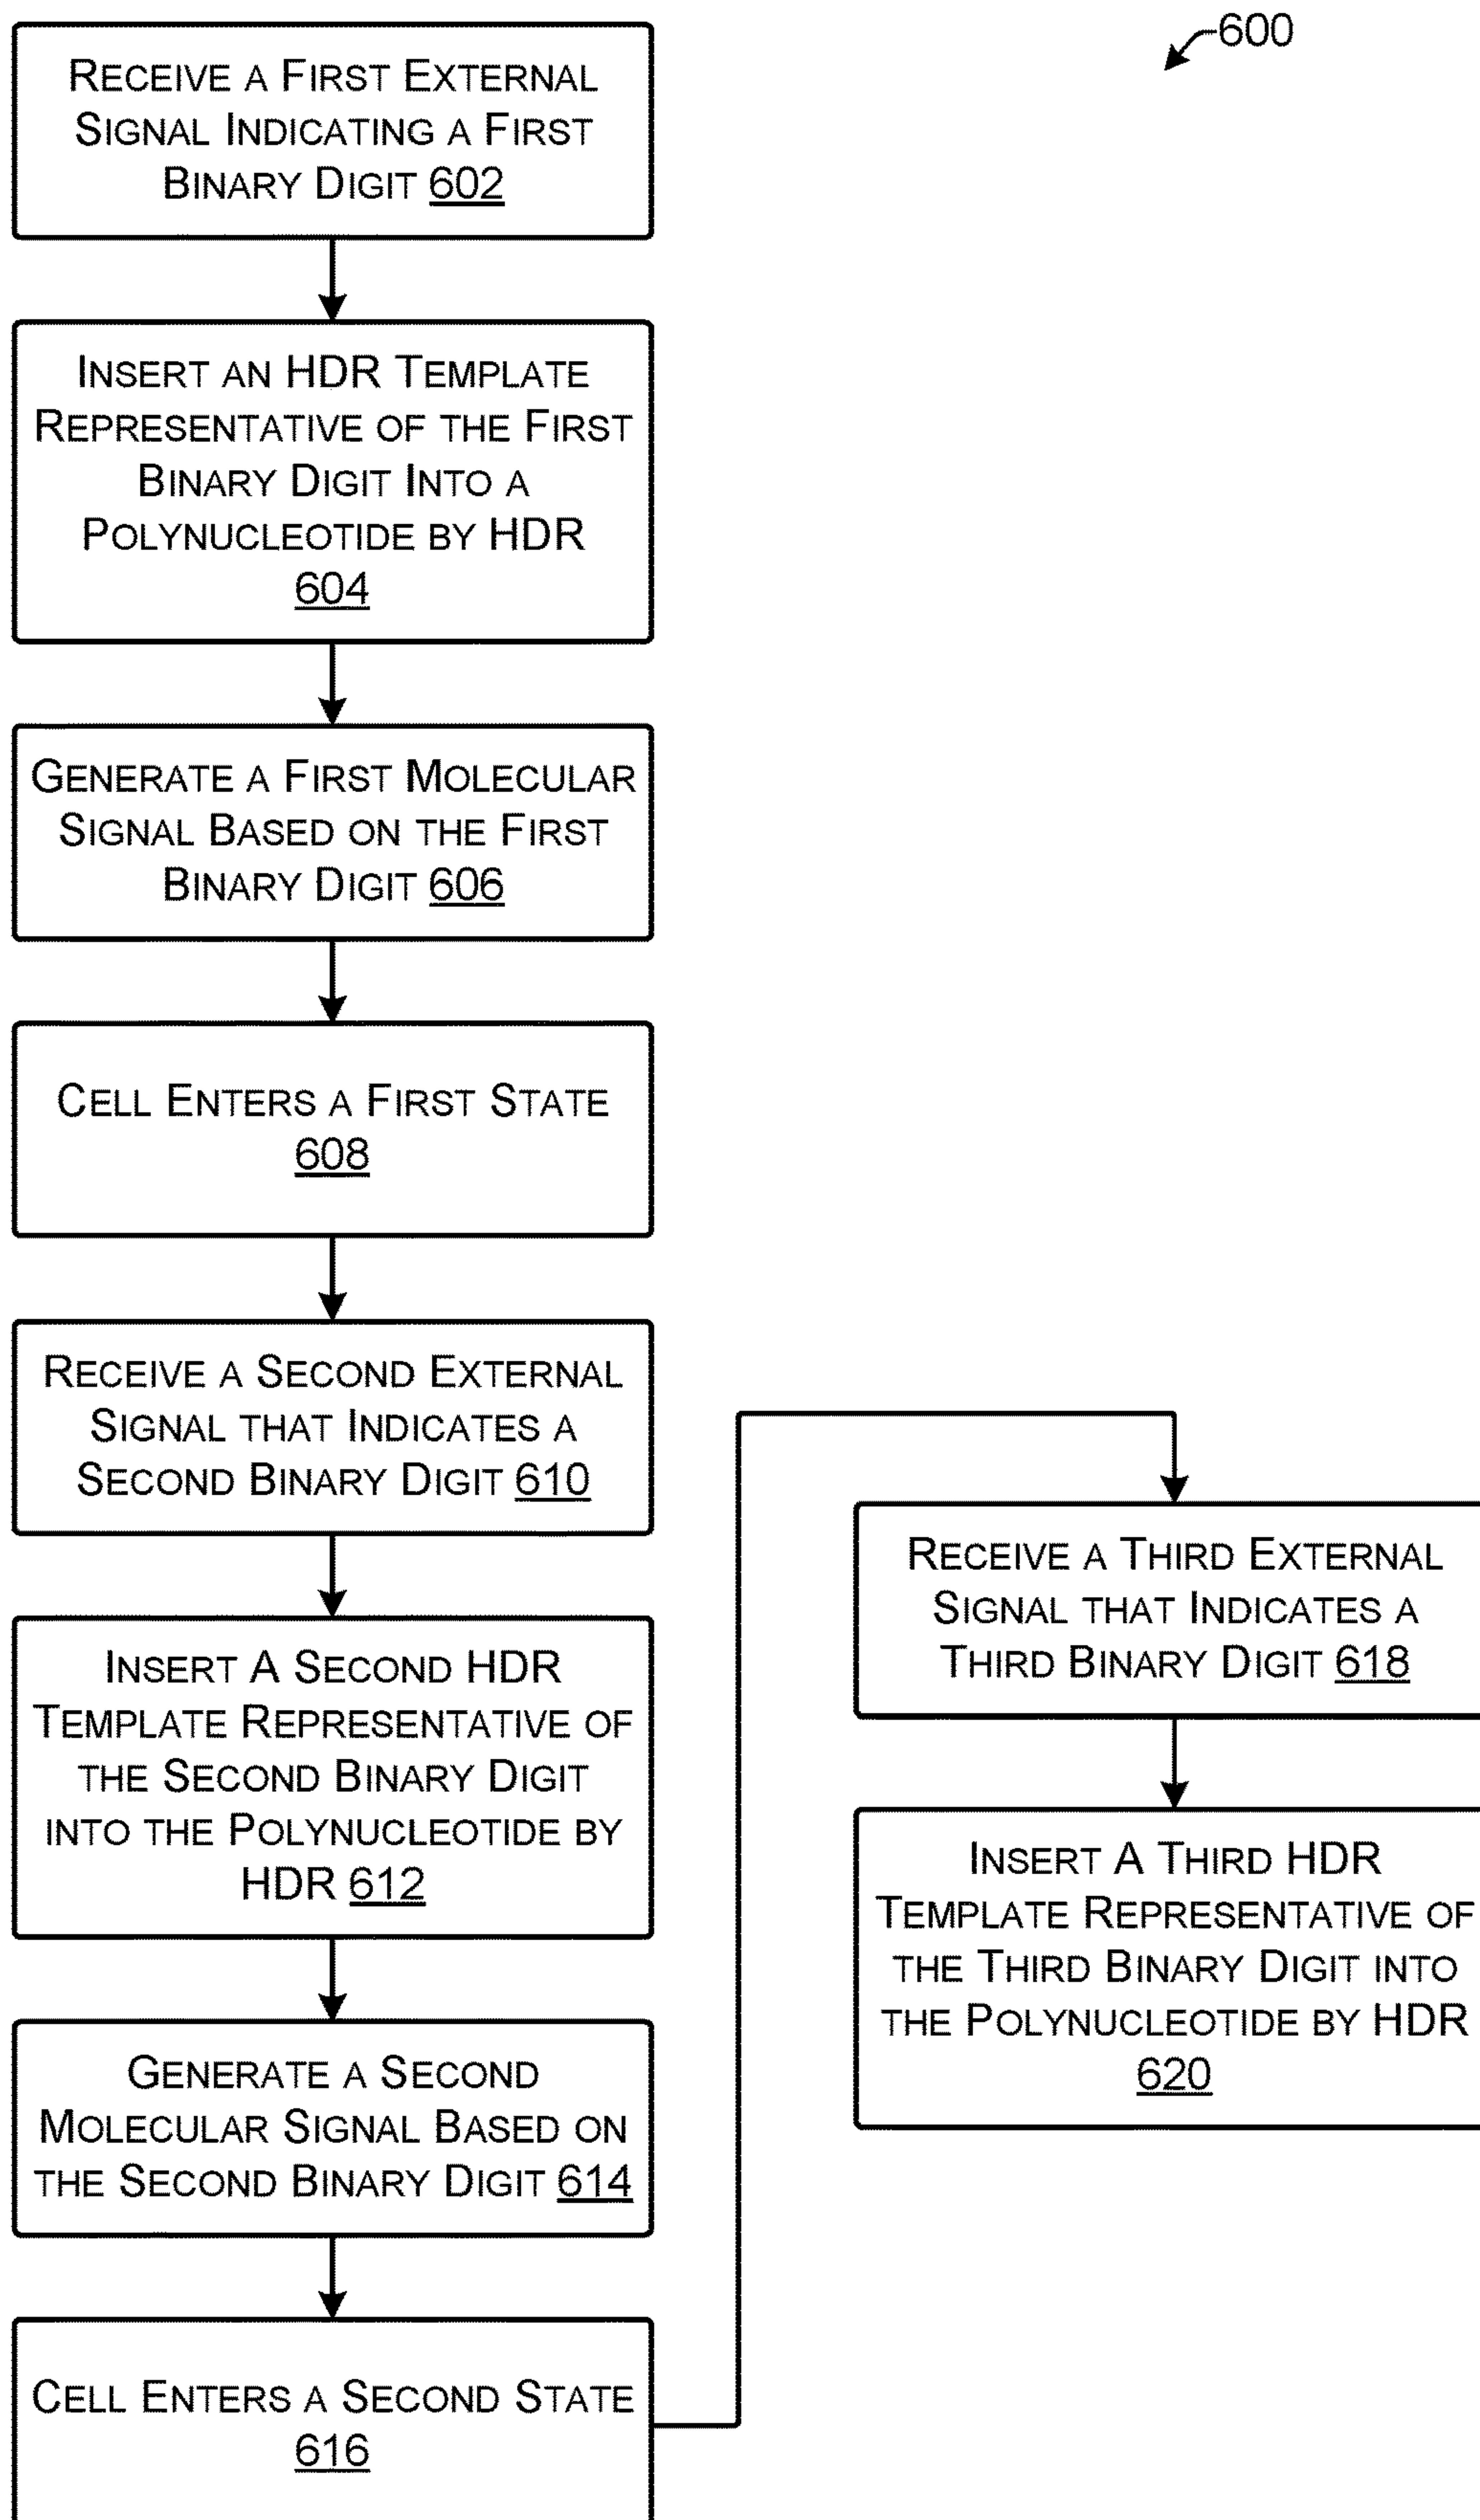 600
RECEIVE A FIRST EXTERNAL
SIGNAL INDICATING A FIRST
BINARY DIGIT 602
INSERT AN HDR TEMPLATE
REPRESENTATIVE OF THE FIRST
BINARY DIGIT INTO A
POLYNUCLEOTIDE BY HDR
604
GENERATE A FIRST MOLECULAR
SIGNAL BASED ON THE FIRST
BINARY DIGIT 606
CELL ENTERS A FIRST STATE
608
RECEIVE A SECOND EXTERNAL
SIGNAL THAT INDICATES A
SECOND BINARY DIGIT 610
INSERT A SECOND HDR
TEMPLATE REPRESENTATIVE OF
THE SECOND BINARY DIGIT
INTO THE POLYNUCLEOTIDE BY
HDR 612
GENERATE A SECOND
MOLECULAR SIGNAL BASED ON
THE SECOND BINARY DIGIT 614
CELL ENTERS A SECOND STATE
616
RECEIVE A THIRD EXTERNAL
SIGNAL THAT INDICATES A
THIRD BINARY DIGIT 618
INSERT A THIRD HDR
TEMPLATE REPRESENTATIVE OF
THE THIRD BINARY DIGIT INTO
THE POLYNUCLEOTIDE BY HDR
620